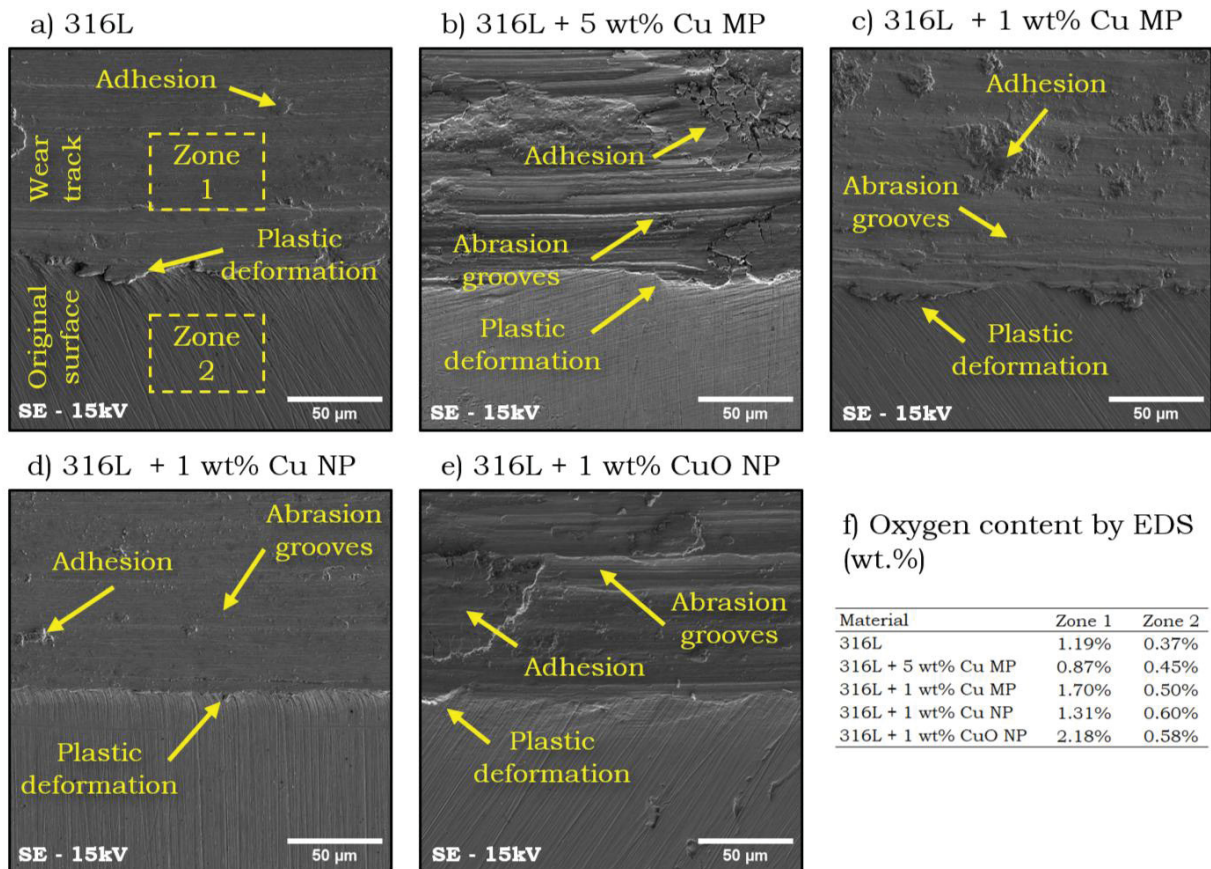 a) 316L
Adhesion
Wear
track
Zone
1
Plastic
deformation
Original
surface
Zone
2
SE - 15kV
50 µm
b) 316L + 5 wt% Cu MP
Adhesion
Abrasion
grooves
Plastic
deformation
SE - 15kV
50 µm
c) 316L + 1 wt% Cu MP
Adhesion
Abrasion
grooves
Plastic
deformation
SE - 15kV
50 µm
d) 316L + 1 wt% Cu NP
Abrasion
grooves
Adhesion
Plastic
deformation
SE - 15kV
50 µm
e) 316L + 1 wt% CuO NP
Abrasion
grooves
Adhesion
Plastic
deformation
SE - 15kV
50 µm
f) Oxygen content by EDS
(wt.%)
Material Zone 1 Zone 2
316L 1.19% 0.37%
316L + 5 wt% Cu MP 0.87% 0.45%
316L + 1 wt% Cu MP 1.70% 0.50%
316L + 1 wt% Cu NP 1.31% 0.60%
316L + 1 wt% CuO NP 2.18% 0.58%